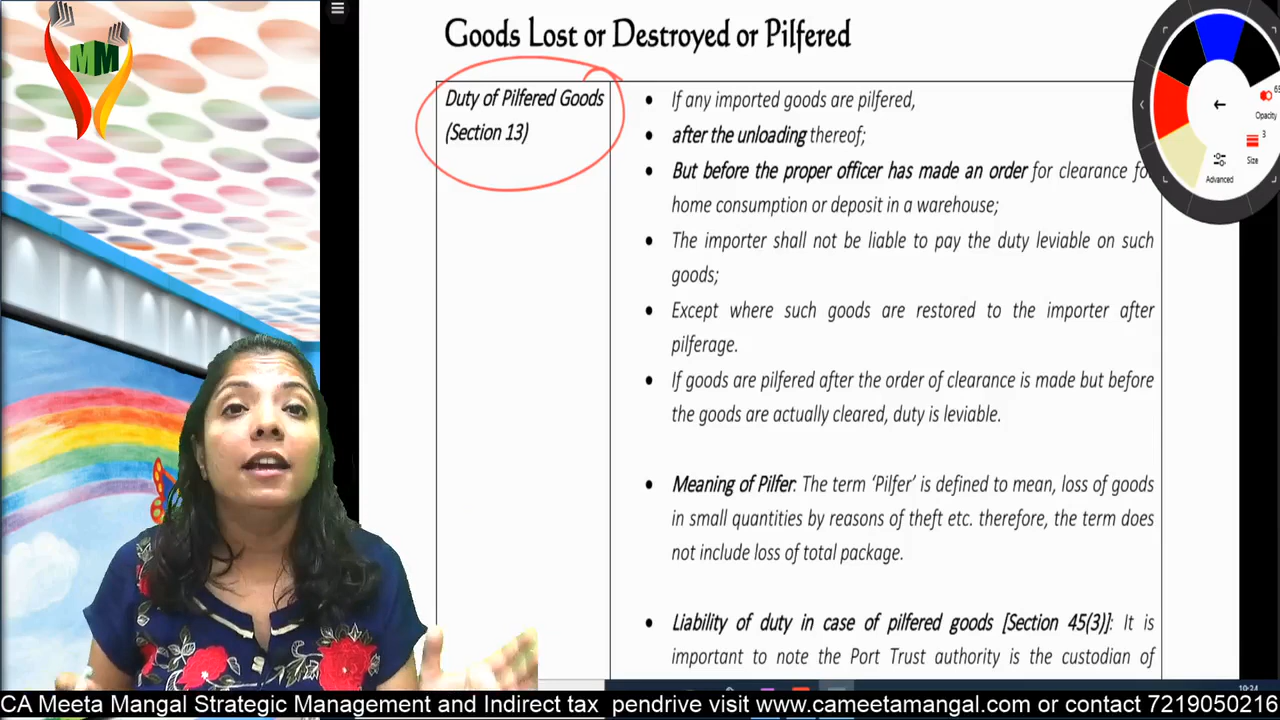 MM
Goods Lost or Destroyed or Pilfered
Duty of Pilfered Goods
(Section 13)
• If any imported goods are pilfered,
• after the unloading thereof;
• But before the proper officer has made an order for clearance fo
home consumption or deposit in a warehouse;
• The importer shall not be liable to pay the duty leviable on such
goods;
• Except where such goods are restored to the importer after
pilferage.
• If goods are pilfered after the order of clearance is made but before
the goods are actually cleared, duty is leviable.
• Meaning of Pilfer: The term ‘Pilfer’ is defined to mean, loss of goods
in small quantities by reasons of theft etc. therefore, the term does
not include loss of total package.
• Liability of duty in case of pilfered goods [Section 45(3)]: It is
important to note the Port Trust authority is the custodian of
Opacity
3
Size
Advanced
10:24
CA Meeta Mangal Strategic Management and Indirect tax pendrive visit www.cameetamangal.com or contact 7219050216